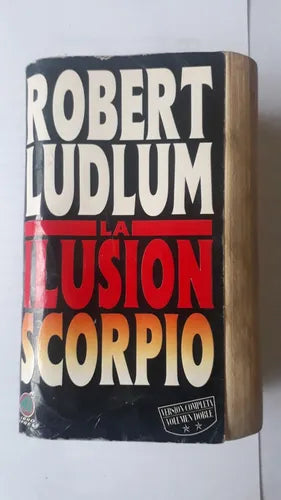 ROBERT
LUDLUM
LA
ILUSION
SCORPIO
VERSION COMPLETA
VOLUMEN DOBLE